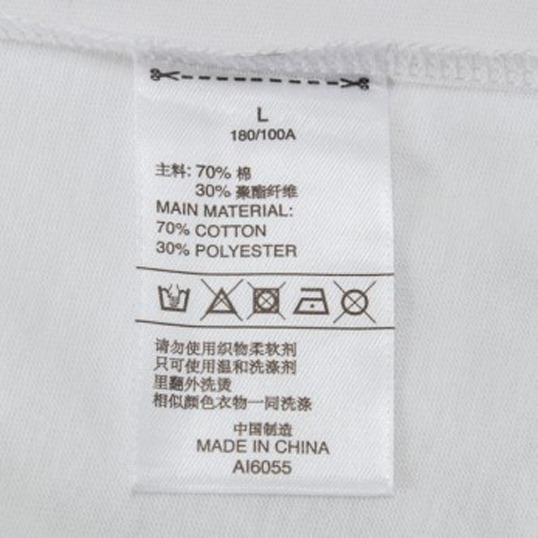 L
180/100A
主料: 70% 棉
30% 聚酯纤维
MAIN MATERIAL:
70% COTTON
30% POLYESTER
请勿使用织物柔软剂
只可使用温和洗涤剂
里翻外洗烫
相似颜色衣物一同洗涤
中国制造
MADE IN CHINA
AI6055